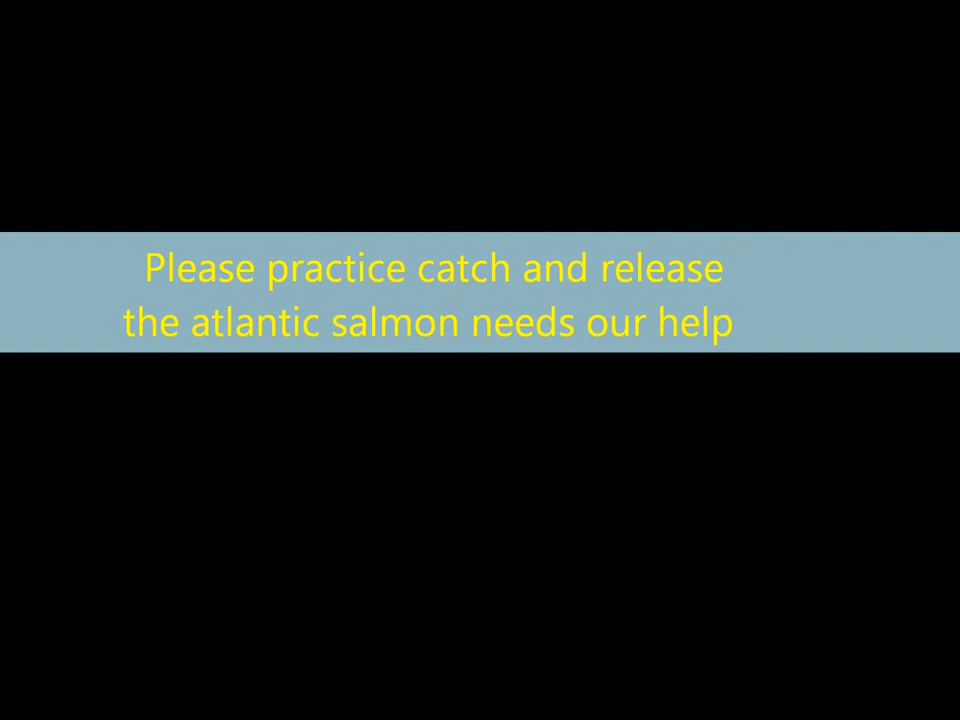 Please practice catch and release
the atlantic salmon needs our help